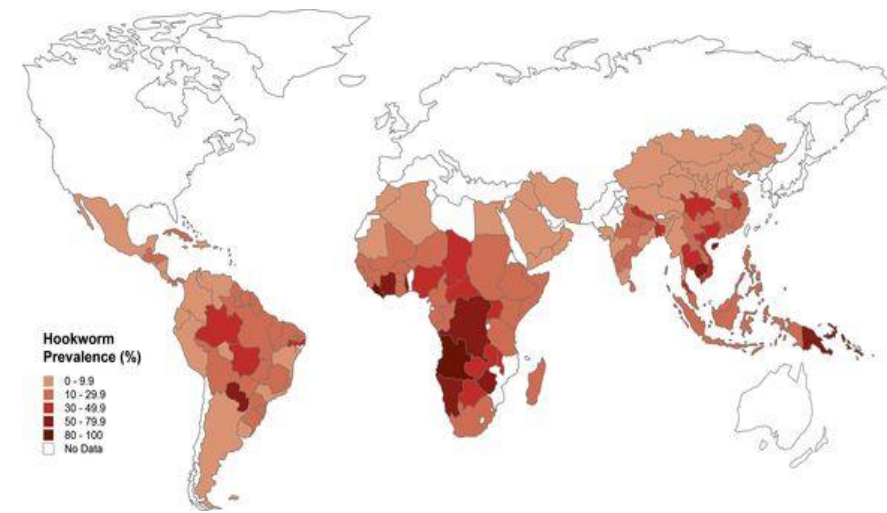 Hookworm
Prevalence (%)
0 - 9.9
10 - 29.9
30 - 49.9
50 - 79.9
80 - 100
No Data